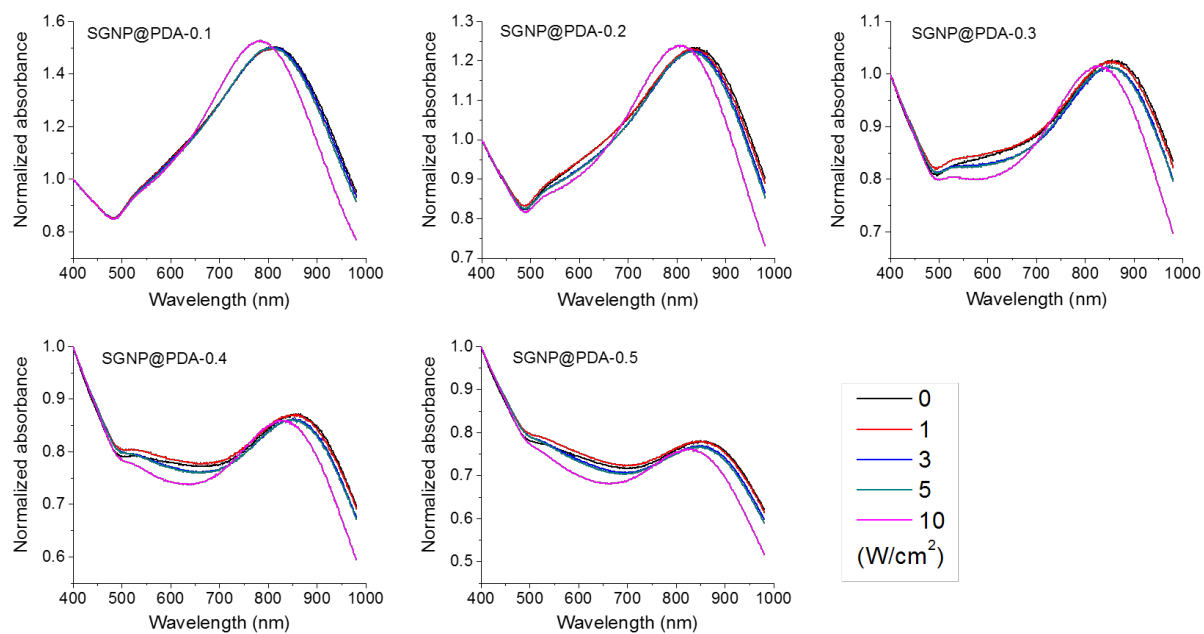 SGNP@PDA-0.1
Normalized absorbance
1.6
1.4
1.2
1.0
0.8
400 500 600 700 800 900 1000
Wavelength (nm)
SGNP@PDA-0.2
Normalized absorbance
1.3
1.2
1.1
1.0
0.9
0.8
0.7
400 500 600 700 800 900 1000
Wavelength (nm)
SGNP@PDA-0.3
Normalized absorbance
1.1
1.0
0.9
0.8
0.7
400 500 600 700 800 900 1000
Wavelength (nm)
SGNP@PDA-0.4
Normalized absorbance
1.0
0.9
0.8
0.7
0.6
400 500 600 700 800 900 1000
Wavelength (nm)
SGNP@PDA-0.5
Normalized absorbance
1.0
0.9
0.8
0.7
0.6
0.5
400 500 600 700 800 900 1000
Wavelength (nm)
0
1
3
5
10
(W/cm²)